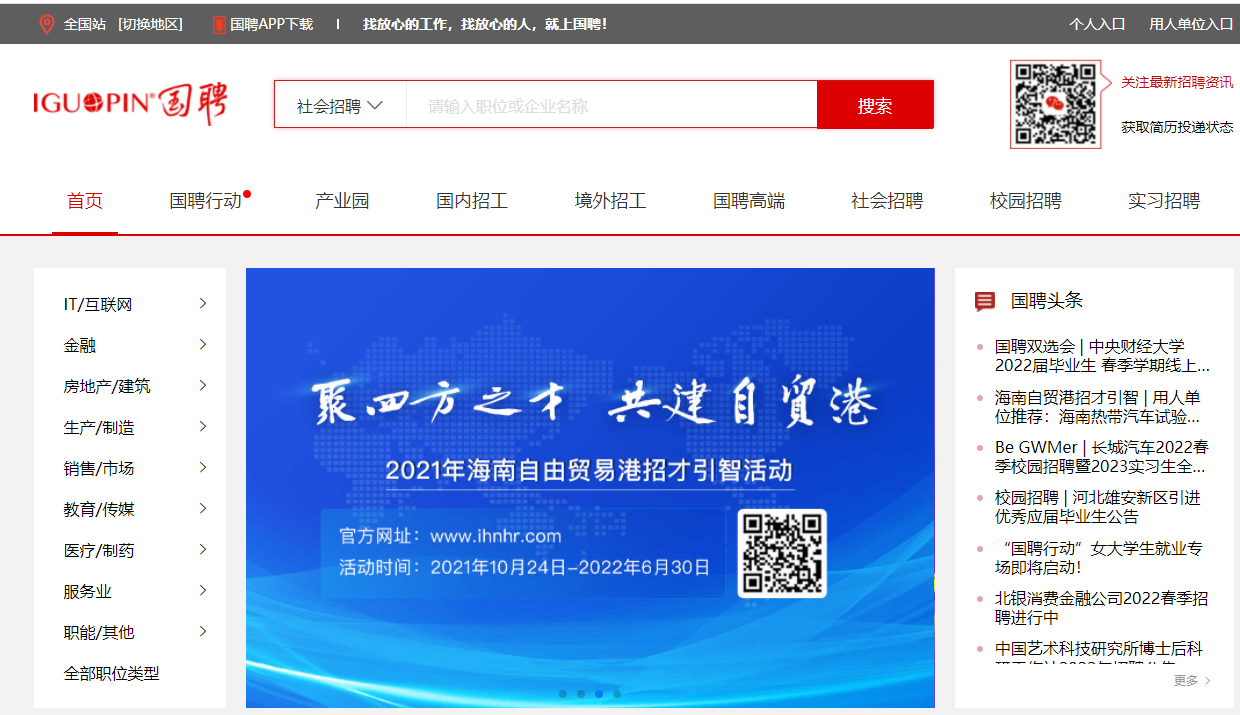 全国站 [切换地区] 国聘APP下载 找放心的工作，找放心的人，就上国聘！ 个人入口 用人单位入口
IGUOPIN® 国聘
社会招聘 请输入职位或企业名称 搜索
关注最新招聘资讯
获取简历投递状态
首页 国聘行动 产业园 国内招工 境外招工 国聘高端 社会招聘 校园招聘 实习招聘
IT/互联网
金融
房地产/建筑
生产/制造
销售/市场
教育/传媒
医疗/制药
服务业
职能/其他
全部职位类型
聚四方之才 共建自贸港
2021年海南自由贸易港招才引智活动
官方网址：www.ihnhr.com
活动时间：2021年10月24日-2022年6月30日
国聘头条
国聘双选会 | 中央财经大学
2022届毕业生 春季学期线上...
海南自贸港招才引智 | 用人单
位推荐：海南热带汽车试验...
Be GWMer | 长城汽车2022春
季校园招聘暨2023实习生全...
校园招聘 | 河北雄安新区引进
优秀应届毕业生公告
“国聘行动”女大学生就业专
场即将启动！
北银消费金融公司2022春季招
聘进行中
中国艺术科技研究所博士后科
更多